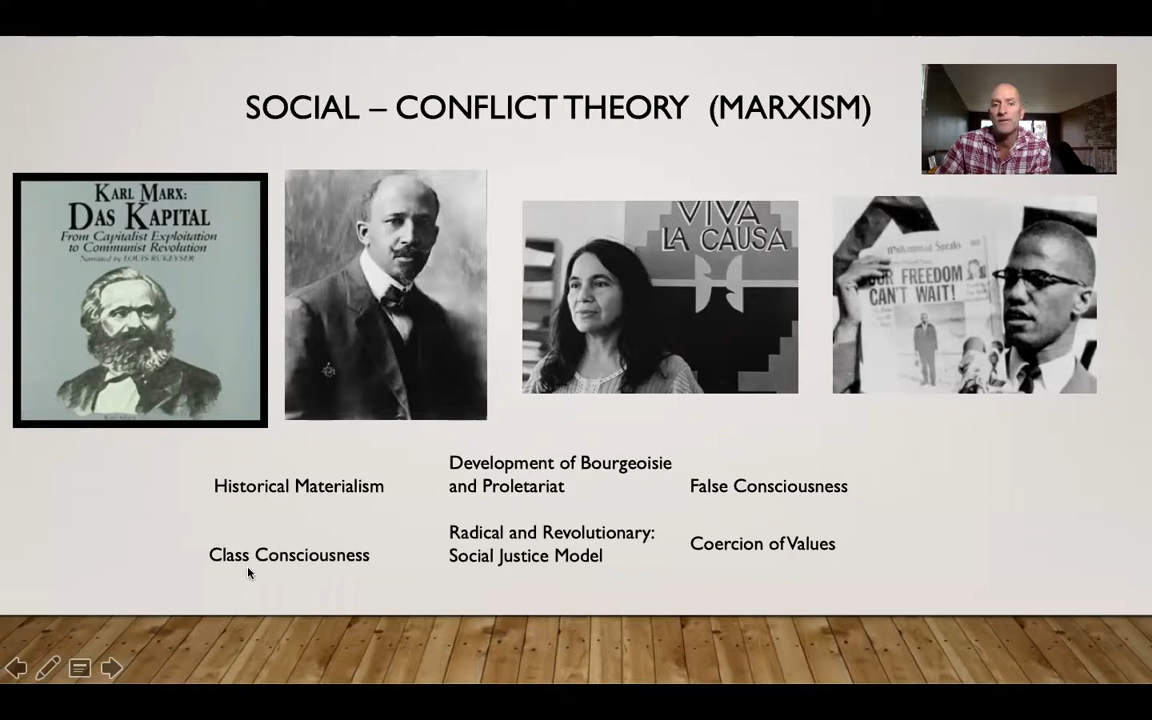 SOCIAL – CONFLICT THEORY (MARXISM)
KARL MARX:
DAS KAPITAL
From Capitalist Exploitation
to Communist Revolution
Narrated by LOUIS RUKEYSER
VIVA
LA CAUSA
Muhammad Speaks
OUR FREEDOM
CAN'T WAIT!
Historical Materialism
Development of Bourgeoisie
and Proletariat
False Consciousness
Class Consciousness
Radical and Revolutionary:
Social Justice Model
Coercion of Values